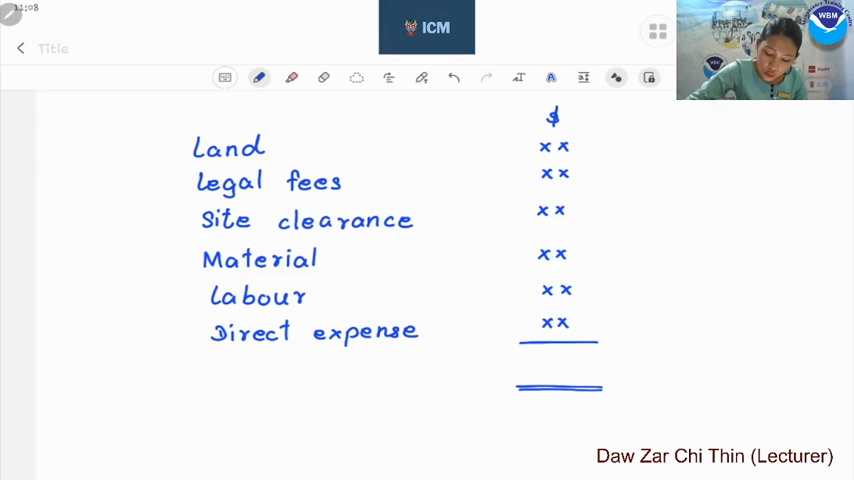 11:08
ICM
Title
WBM
$
Land xx
Legal fees xx
Site clearance xx
Material xx
Labour xx
Direct expense xx
Daw Zar Chi Thin (Lecturer)